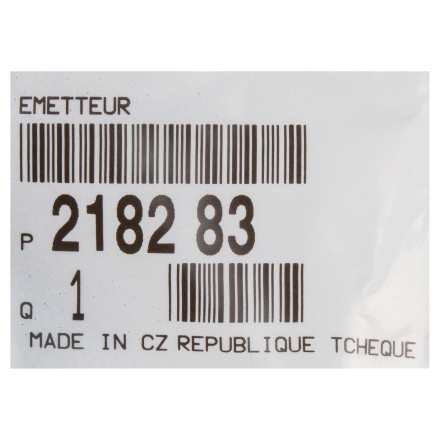 EMETTEUR
P 2182 83
Q 1
MADE IN CZ REPUBLIQUE TCHEQUE